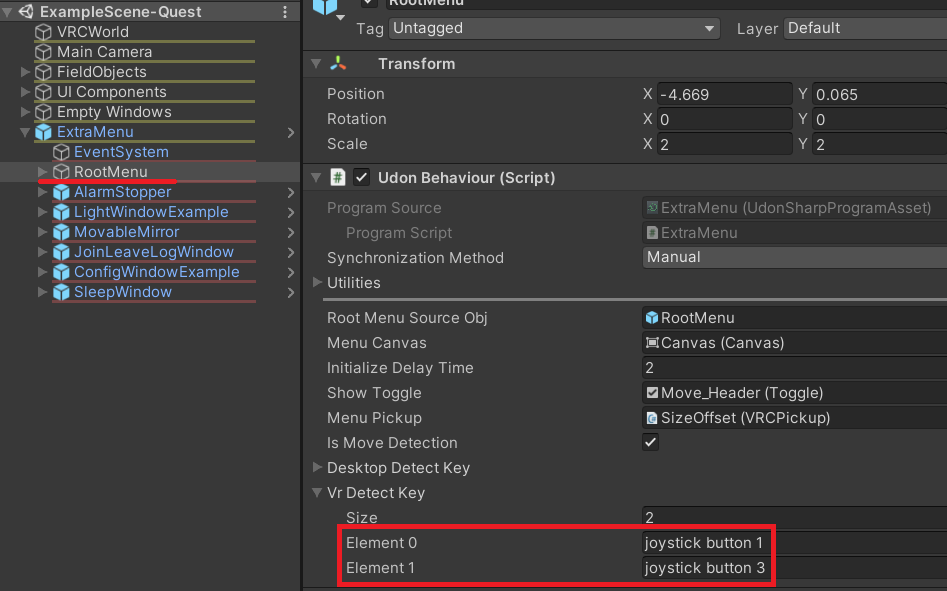 ExampleScene-Quest
VRCWorld
Main Camera
FieldObjects
UI Components
Empty Windows
ExtraMenu
EventSystem
RootMenu
AlarmStopper
LightWindowExample
MovableMirror
JoinLeaveLogWindow
ConfigWindowExample
SleepWindow
RootMenu
Tag Untagged Layer Default
Transform
Position X -4.669 Y 0.065
Rotation X 0 Y 0
Scale X 2 Y 2
# Udon Behaviour (Script)
Program Source ExtraMenu (UdonSharpProgramAsset)
Program Script ExtraMenu
Synchronization Method Manual
Utilities
Root Menu Source Obj RootMenu
Menu Canvas Canvas (Canvas)
Initialize Delay Time 2
Show Toggle Move_Header (Toggle)
Menu Pickup SizeOffset (VRCPickup)
Is Move Detection
Desktop Detect Key
Vr Detect Key
Size 2
Element 0 joystick button 1
Element 1 joystick button 3